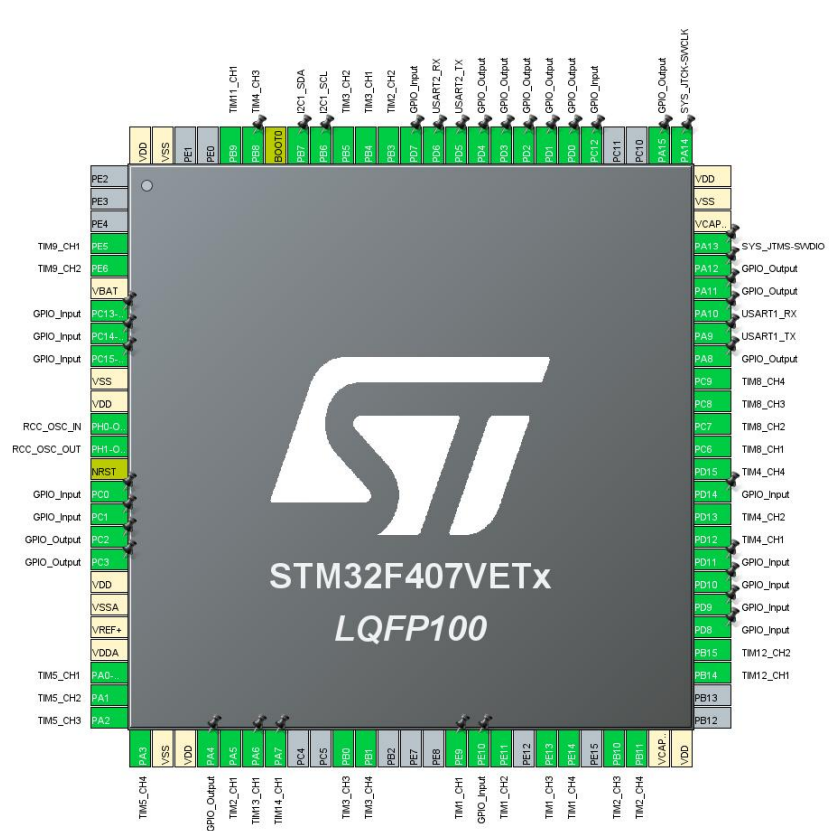 TIM11_CH1
TIM4_CH3
I2C1_SDA
I2C1_SCL
TIM3_CH2
TIM3_CH1
TIM2_CH2
GPIO_Input
USART2_RX
USART2_TX
GPIO_Output
GPIO_Output
GPIO_Output
GPIO_Output
GPIO_Output
GPIO_Input
GPIO_Output
SYS_JTCK-SWCLK
VDD
VSS
PE1
PE0
PB9
PB8
BOOT0
PB7
PB6
PB5
PB4
PB3
PD7
PD6
PD5
PD4
PD3
PD2
PD1
PD0
PC12
PC11
PC10
PA15
PA14
PE2
PE3
PE4
TIM9_CH1 PE5
TIM9_CH2 PE6
VBAT
GPIO_Input PC13-..
GPIO_Input PC14-..
GPIO_Input PC15-..
VSS
VDD
RCC_OSC_IN PH0-O..
RCC_OSC_OUT PH1-O..
NRST
GPIO_Input PC0
GPIO_Input PC1
GPIO_Output PC2
GPIO_Output PC3
VDD
VSSA
VREF+
VDDA
TIM5_CH1 PA0-..
TIM5_CH2 PA1
TIM5_CH3 PA2
ST
STM32F407VETx
LQFP100
VDD
VSS
VCAP..
PA13 SYS_JTMS-SWDIO
PA12 GPIO_Output
PA11 GPIO_Output
PA10 USART1_RX
PA9 USART1_TX
PA8 GPIO_Output
PC9 TIM8_CH4
PC8 TIM8_CH3
PC7 TIM8_CH2
PC6 TIM8_CH1
PD15 TIM4_CH4
PD14 GPIO_Input
PD13 TIM4_CH2
PD12 TIM4_CH1
PD11 GPIO_Input
PD10 GPIO_Input
PD9 GPIO_Input
PD8 GPIO_Input
PB15 TIM12_CH2
PB14 TIM12_CH1
PB13
PB12
PA3
VSS
VDD
PA4
PA5
PA6
PA7
PC4
PC5
PB0
PB1
PB2
PE7
PE8
PE9
PE10
PE11
PE12
PE13
PE14
PE15
PB10
PB11
VCAP..
VDD
TIM5_CH4
GPIO_Output
TIM2_CH1
TIM13_CH1
TIM14_CH1
TIM3_CH3
TIM3_CH4
TIM1_CH1
GPIO_Input
TIM1_CH2
TIM1_CH3
TIM1_CH4
TIM2_CH3
TIM2_CH4